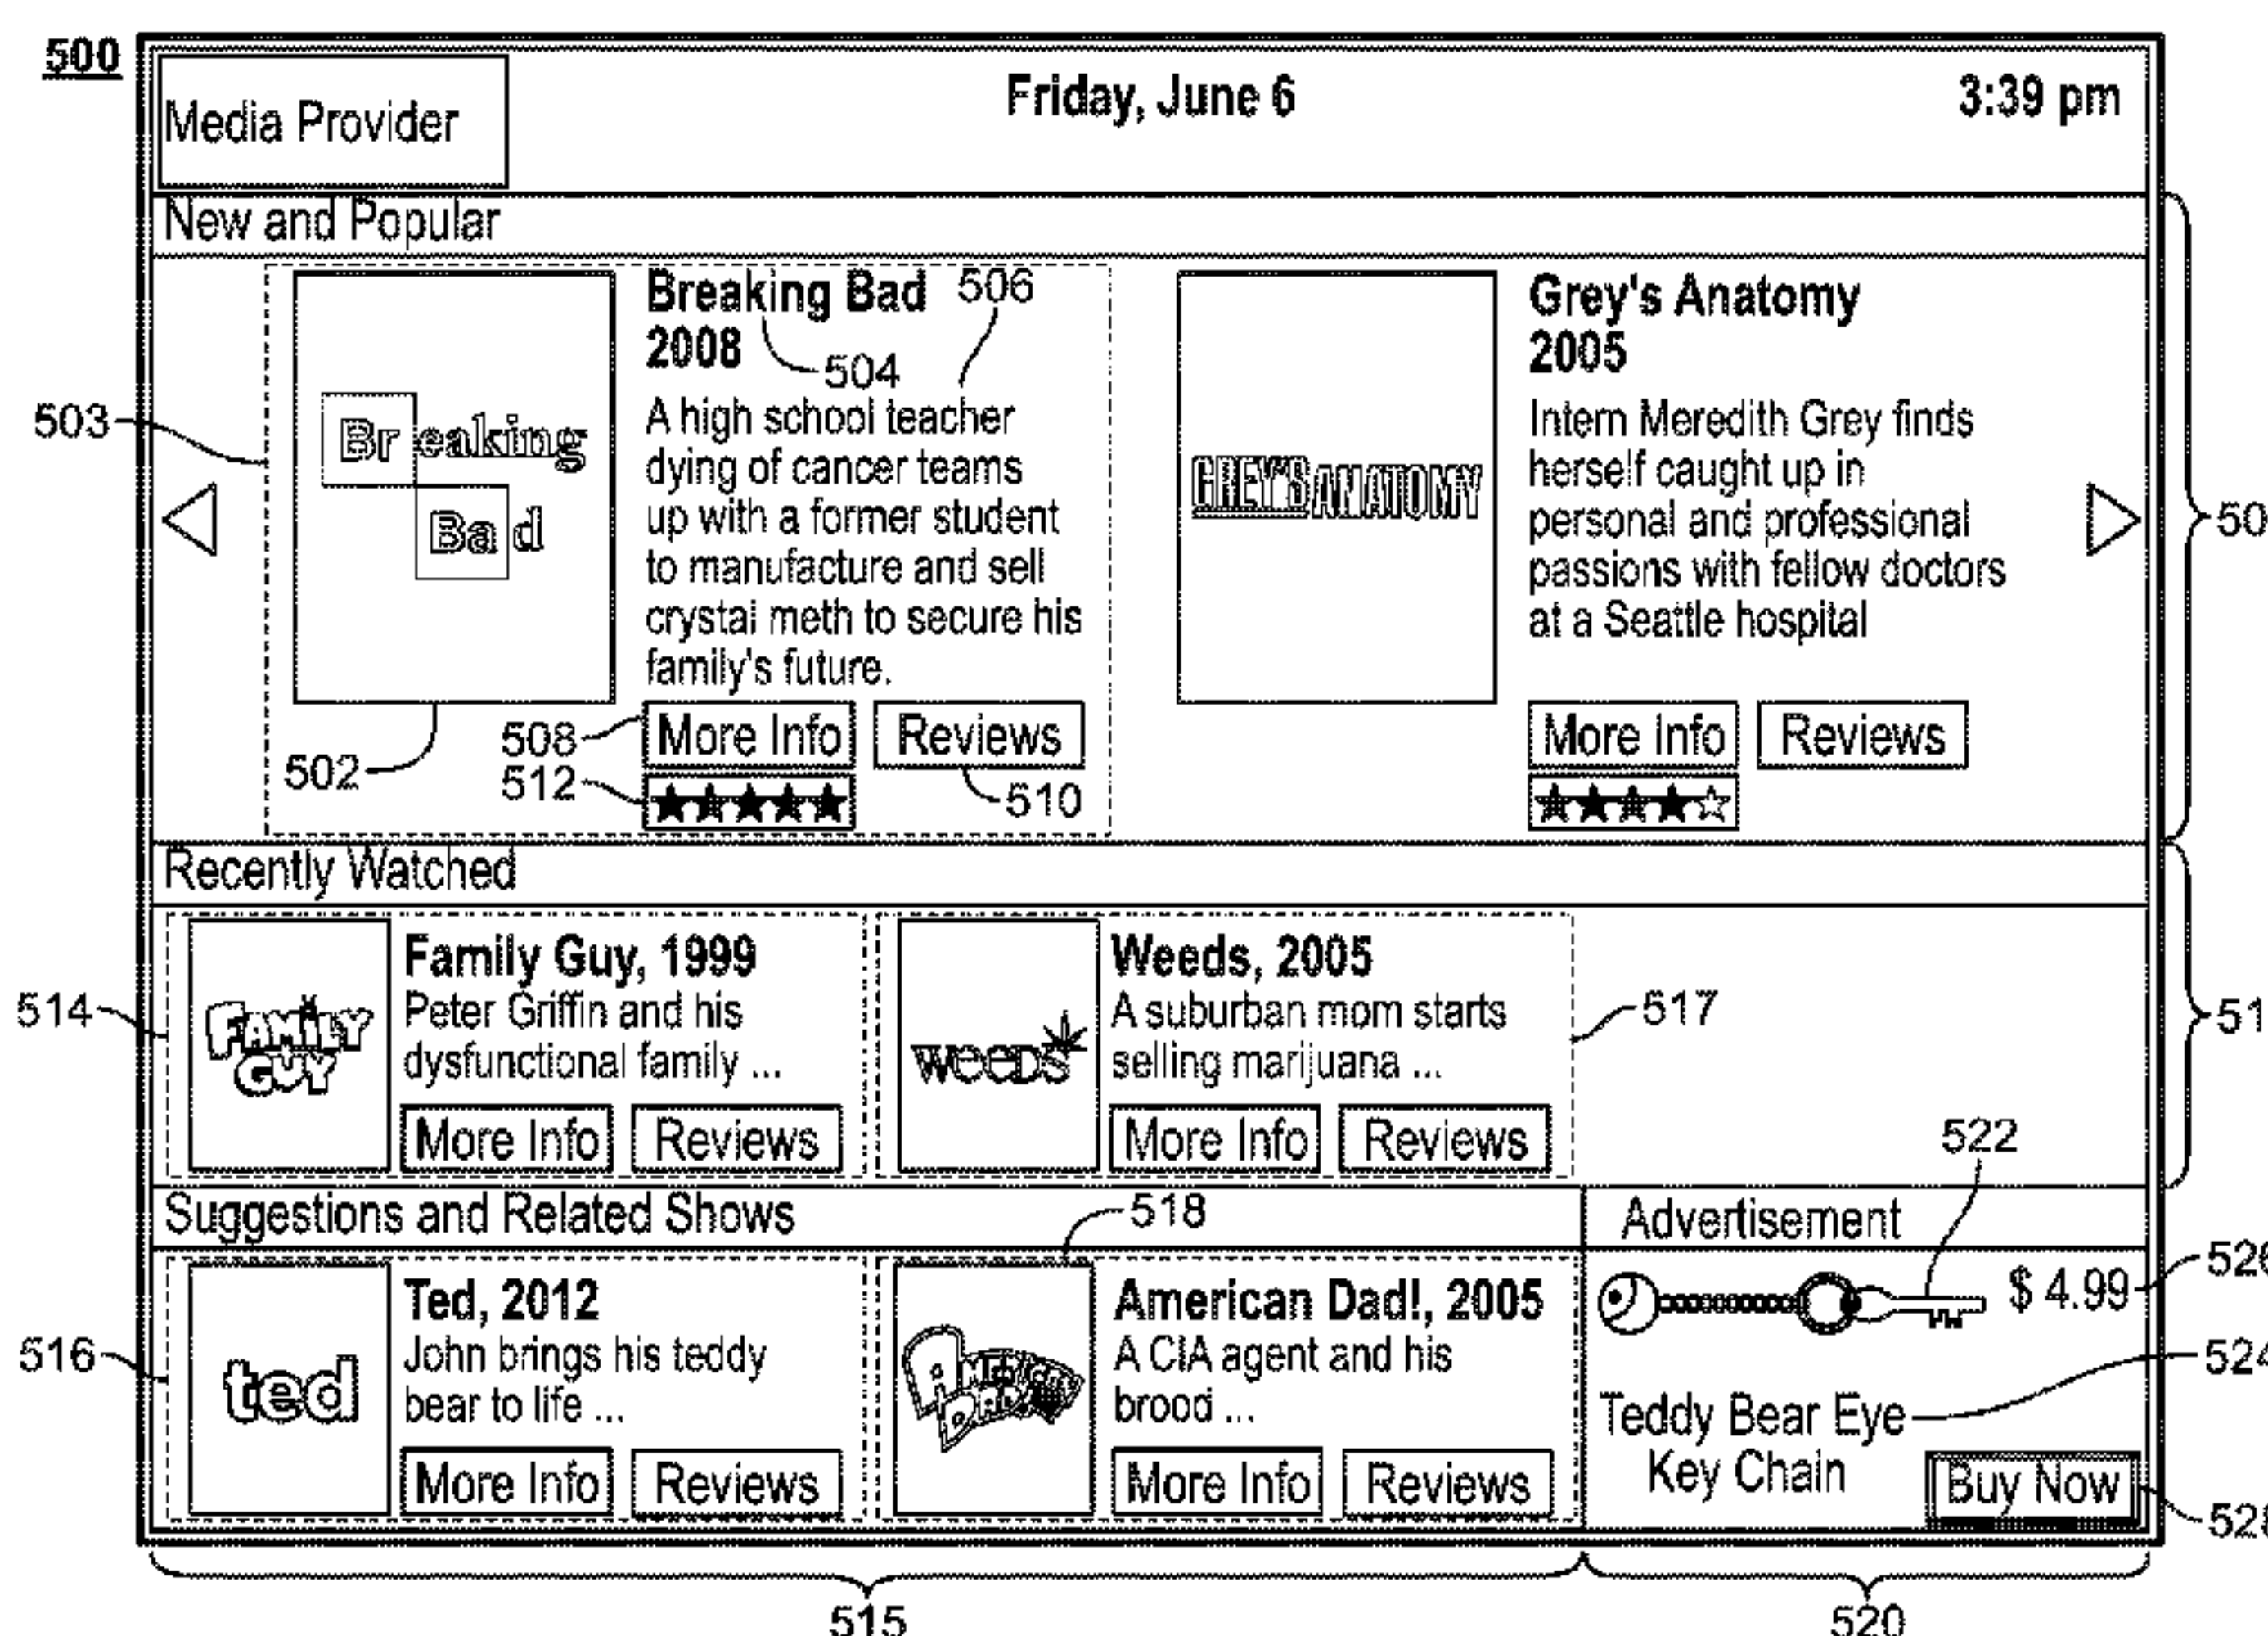 500
Media Provider
Friday, June 6
3:39 pm
New and Popular
503
Breaking
Bad
502
Breaking Bad
2008
504
506
A high school teacher
dying of cancer teams
up with a former student
to manufacture and sell
crystal meth to secure his
family's future.
508
More Info
Reviews
512
510
GREY'S ANATOMY
Grey's Anatomy
2005
Intern Meredith Grey finds
herself caught up in
personal and professional
passions with fellow doctors
at a Seattle hospital
More Info
Reviews
Recently Watched
514
FAMILY
GUY
Family Guy, 1999
Peter Griffin and his
dysfunctional family ...
More Info
Reviews
WEEDS
Weeds, 2005
A suburban mom starts
selling marijuana ...
More Info
Reviews
517
Suggestions and Related Shows
516
ted
Ted, 2012
John brings his teddy
bear to life ...
More Info
Reviews
518
AMERICAN
DAD!
American Dad!, 2005
A CIA agent and his
brood ...
More Info
Reviews
Advertisement
522
$ 4.99
Teddy Bear Eye
Key Chain
Buy Now
515
520